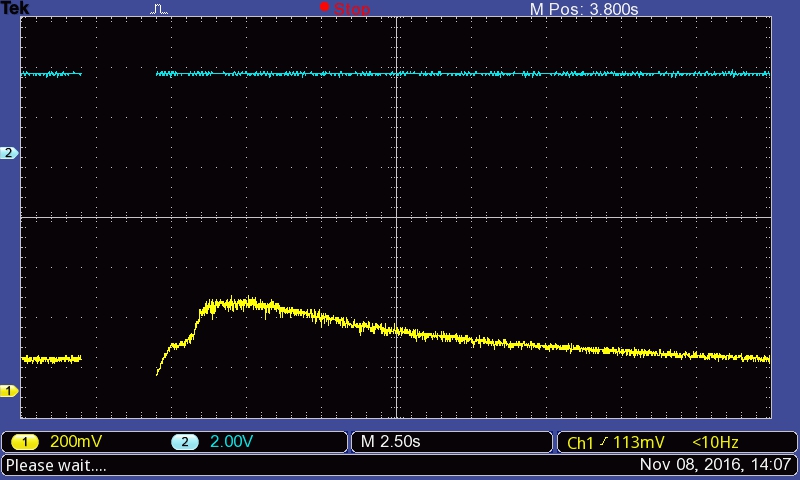 Tek Stop M Pos: 3.800s
2
1
1 200mV 2 2.00V M 2.50s Ch1 113mV <10Hz
Please wait.... Nov 08, 2016, 14:07